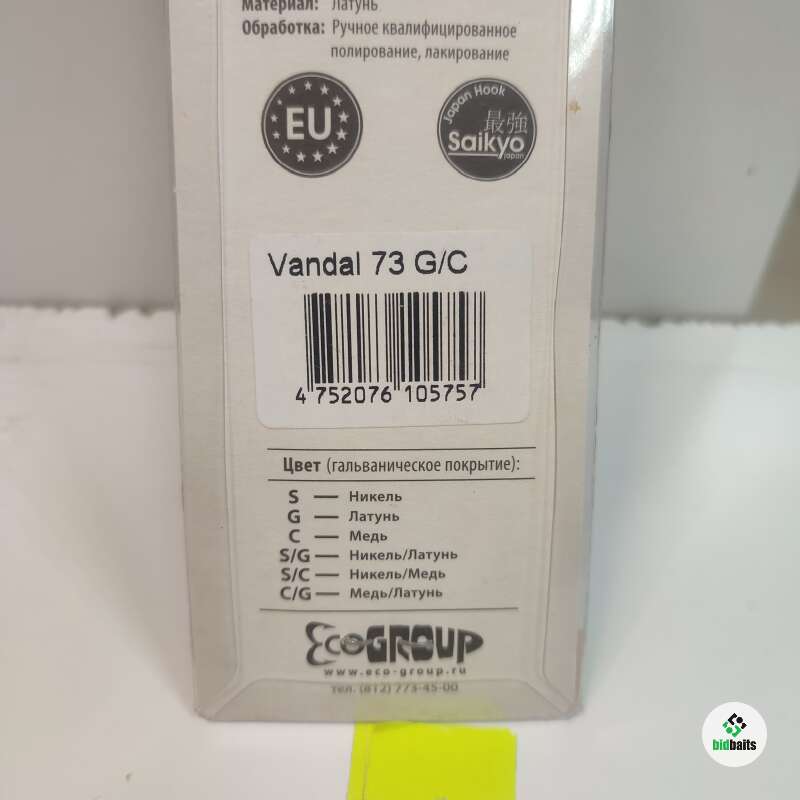 Материал: Латунь
Обработка: Ручное квалифицированное
полирование, лакирование
EU
Japan Hook
最強
Saikyo
Japan
Vandal 73 G/C
4 752076 105757
Цвет (гальваническое покрытие):
S — Никель
G — Латунь
C — Медь
S/G — Никель/Латунь
S/C — Никель/Медь
C/G — Медь/Латунь
EcoGROUP
www.eco-group.ru
тел. (812) 773-45-00
bidbaits